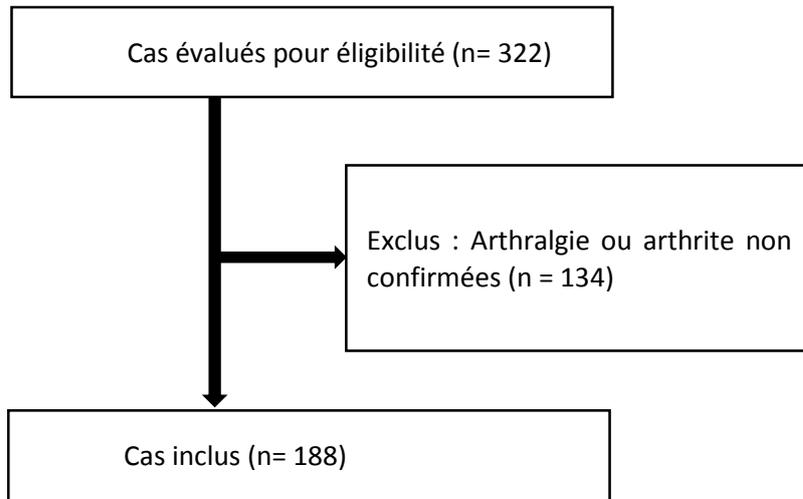 Cas évalués pour éligibilité (n= 322)
Exclus : Arthralgie ou arthrite non
confirmées (n = 134)
Cas inclus (n= 188)